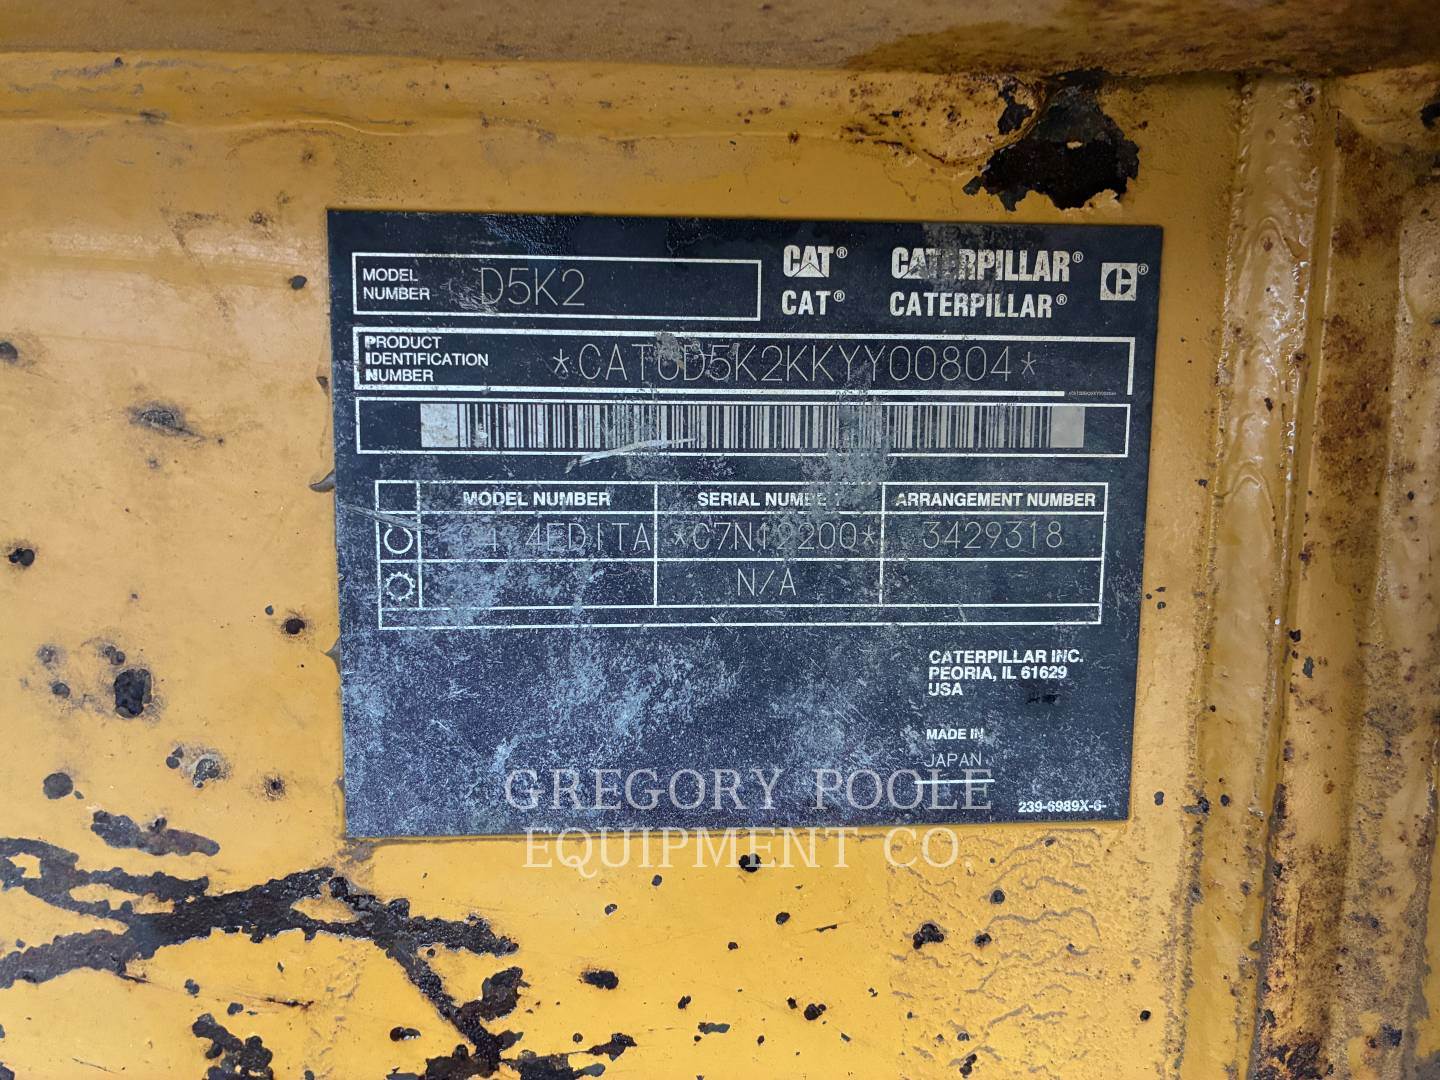 MODEL NUMBER D5K2
CAT® CATERPILLAR®
CAT® CATERPILLAR®
PRODUCT IDENTIFICATION NUMBER *CAT0D5K2KKYY00804*
MODEL NUMBER SERIAL NUMBER ARRANGEMENT NUMBER
4EDITA *C7N12200* 3429318
N/A
CATERPILLAR INC.
PEORIA, IL 61629
USA
MADE IN
JAPAN
239-6989X-6-
GREGORY POOLE
EQUIPMENT CO.